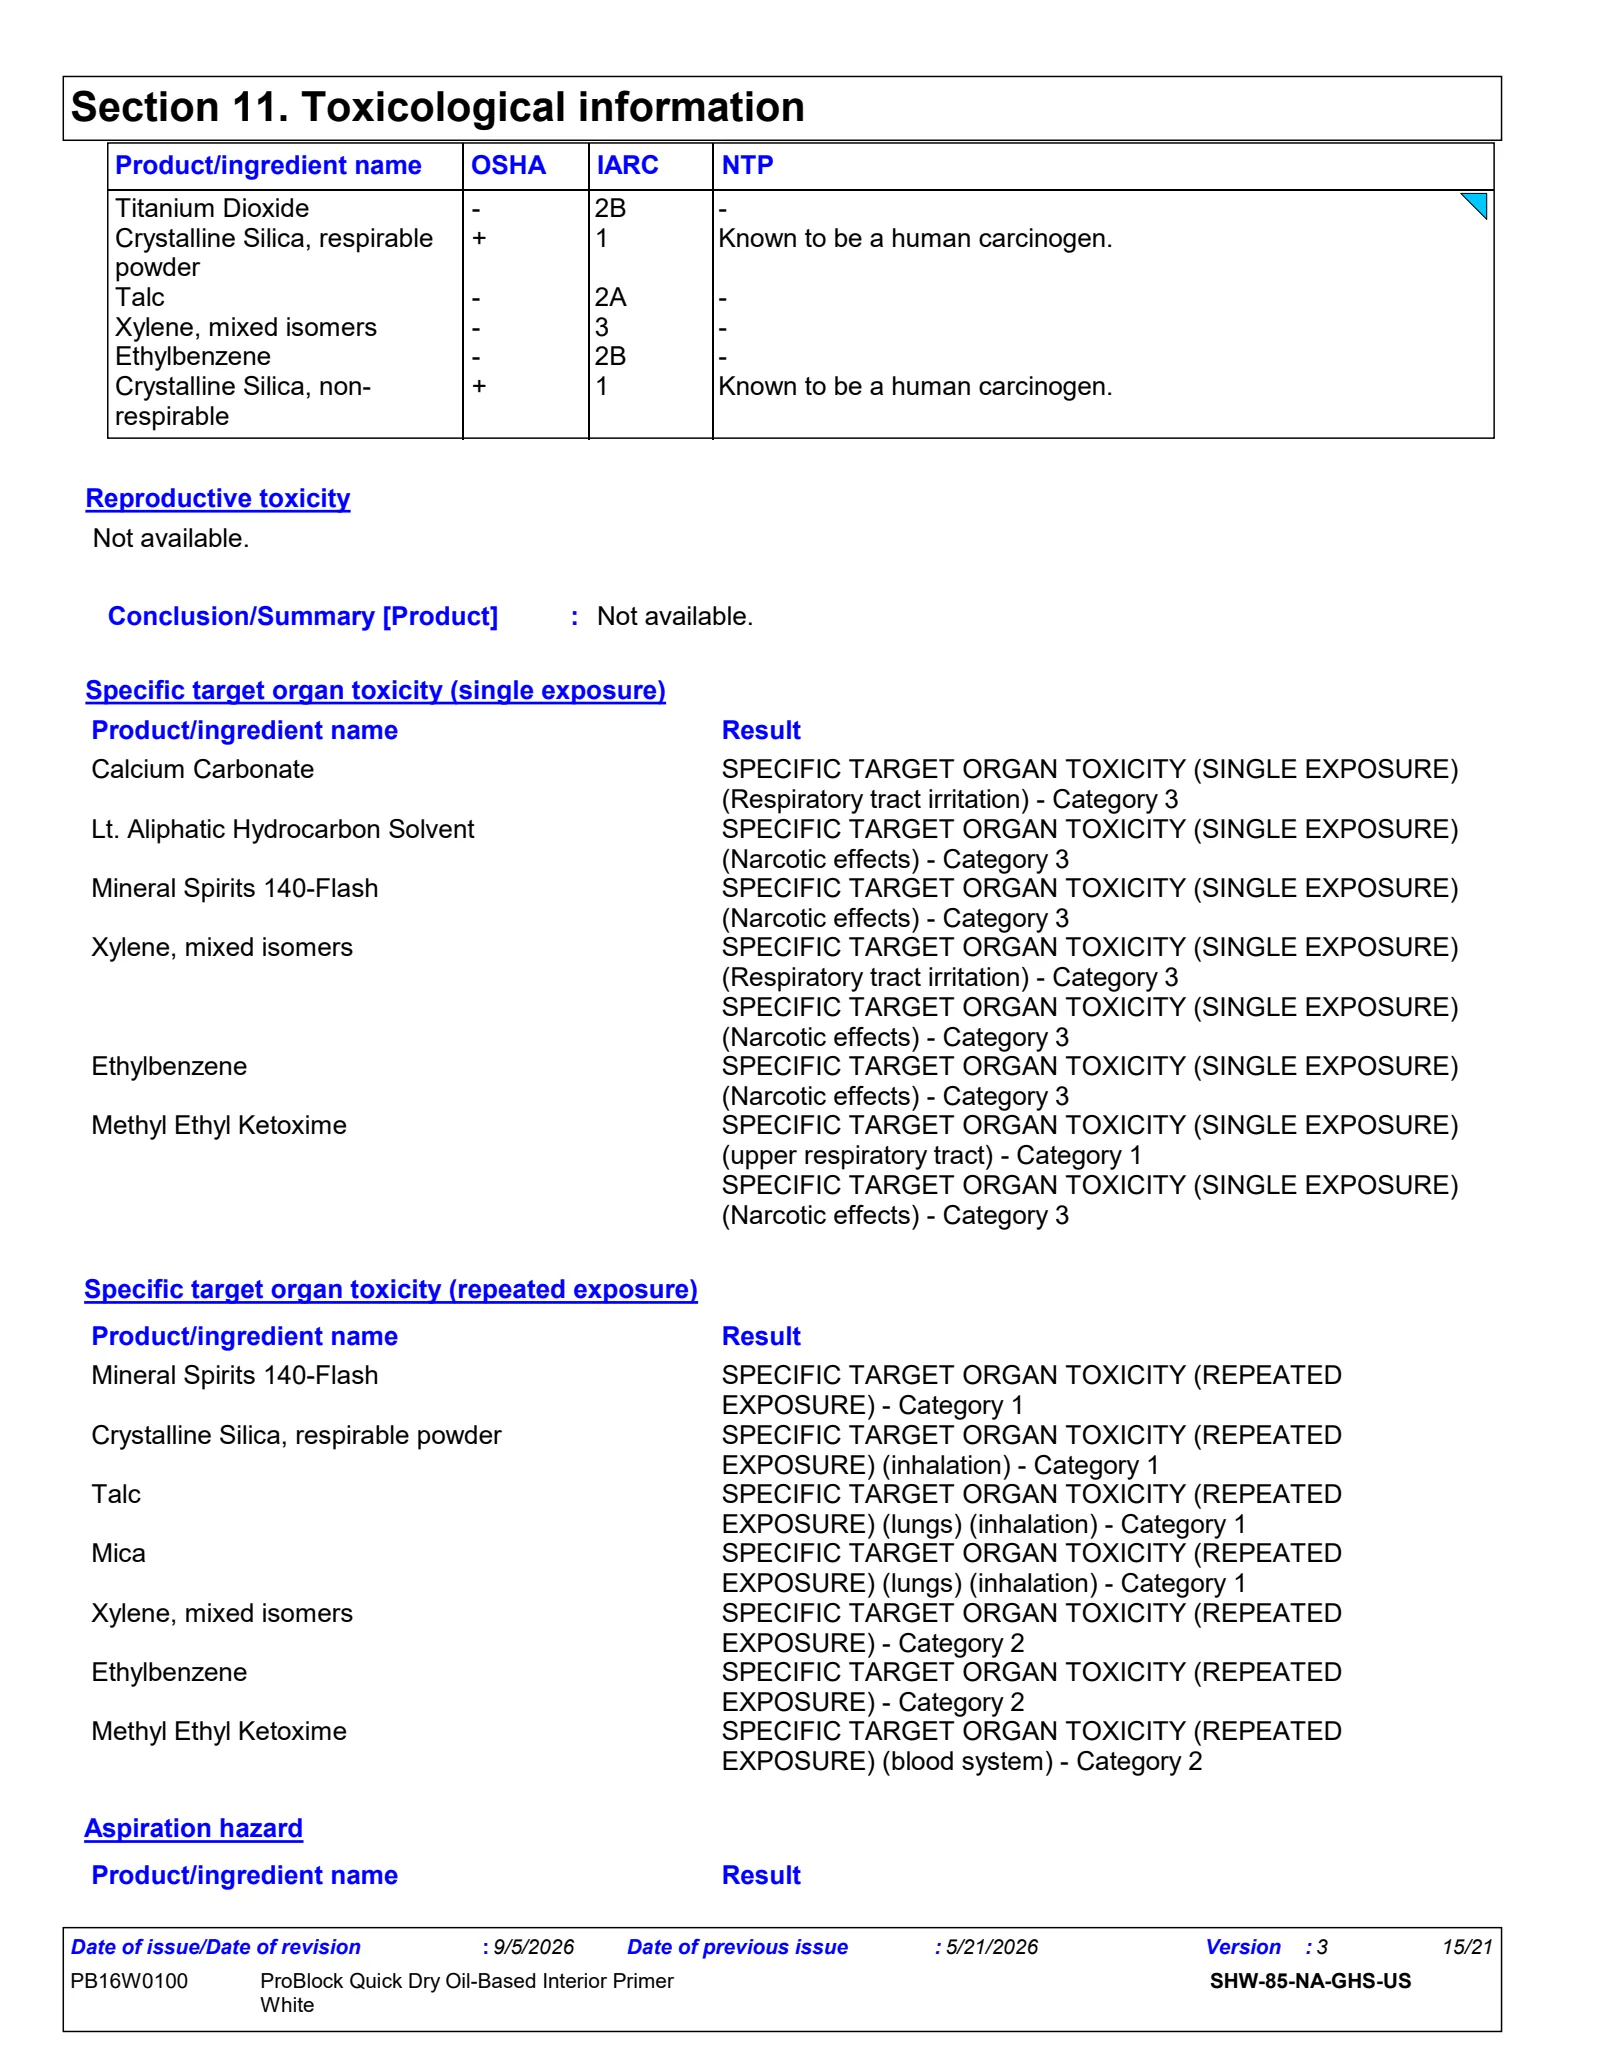 Section 11. Toxicological information
Product/ingredient name OSHA IARC NTP
Titanium Dioxide - 2B -
Crystalline Silica, respirable + 1 Known to be a human carcinogen.
powder
Talc - 2A -
Xylene, mixed isomers - 3 -
Ethylbenzene - 2B -
Crystalline Silica, non- + 1 Known to be a human carcinogen.
respirable
Reproductive toxicity
Not available.
Conclusion/Summary [Product] : Not available.
Specific target organ toxicity (single exposure)
Product/ingredient name Result
Calcium Carbonate SPECIFIC TARGET ORGAN TOXICITY (SINGLE EXPOSURE)
(Respiratory tract irritation) - Category 3
Lt. Aliphatic Hydrocarbon Solvent SPECIFIC TARGET ORGAN TOXICITY (SINGLE EXPOSURE)
(Narcotic effects) - Category 3
Mineral Spirits 140-Flash SPECIFIC TARGET ORGAN TOXICITY (SINGLE EXPOSURE)
(Narcotic effects) - Category 3
Xylene, mixed isomers SPECIFIC TARGET ORGAN TOXICITY (SINGLE EXPOSURE)
(Respiratory tract irritation) - Category 3
SPECIFIC TARGET ORGAN TOXICITY (SINGLE EXPOSURE)
(Narcotic effects) - Category 3
Ethylbenzene SPECIFIC TARGET ORGAN TOXICITY (SINGLE EXPOSURE)
(Narcotic effects) - Category 3
Methyl Ethyl Ketoxime SPECIFIC TARGET ORGAN TOXICITY (SINGLE EXPOSURE)
(upper respiratory tract) - Category 1
SPECIFIC TARGET ORGAN TOXICITY (SINGLE EXPOSURE)
(Narcotic effects) - Category 3
Specific target organ toxicity (repeated exposure)
Product/ingredient name Result
Mineral Spirits 140-Flash SPECIFIC TARGET ORGAN TOXICITY (REPEATED
EXPOSURE) - Category 1
Crystalline Silica, respirable powder SPECIFIC TARGET ORGAN TOXICITY (REPEATED
EXPOSURE) (inhalation) - Category 1
Talc SPECIFIC TARGET ORGAN TOXICITY (REPEATED
EXPOSURE) (lungs) (inhalation) - Category 1
Mica SPECIFIC TARGET ORGAN TOXICITY (REPEATED
EXPOSURE) (lungs) (inhalation) - Category 1
Xylene, mixed isomers SPECIFIC TARGET ORGAN TOXICITY (REPEATED
EXPOSURE) - Category 2
Ethylbenzene SPECIFIC TARGET ORGAN TOXICITY (REPEATED
EXPOSURE) - Category 2
Methyl Ethyl Ketoxime SPECIFIC TARGET ORGAN TOXICITY (REPEATED
EXPOSURE) (blood system) - Category 2
Aspiration hazard
Product/ingredient name Result
Date of issue/Date of revision : 9/5/2026 Date of previous issue : 5/21/2026 Version : 3 15/21
PB16W0100 ProBlock Quick Dry Oil-Based Interior Primer SHW-85-NA-GHS-US
White